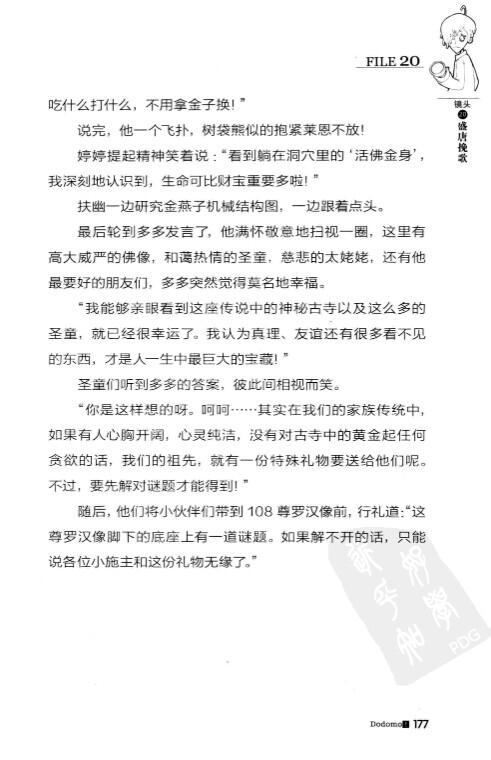 FILE 20
镜头
20
盛唐挽歌
吃什么打什么，不用拿金子换！”
说完，他一个飞扑，树袋熊似的抱紧莱恩不放！
婷婷提起精神笑着说：“看到躺在洞穴里的‘活佛金身’，
我深刻地认识到，生命可比财宝重要多啦！”
扶幽一边研究金燕子机械结构图，一边跟着点头。
最后轮到多多发言了，他满怀敬意地扫视一圈，这里有
高大威严的佛像，和蔼热情的圣童，慈悲的太姥姥，还有他
最要好的朋友们，多多突然觉得莫名地幸福。
“我能够亲眼看到这座传说中的神秘古寺以及这么多的
圣童，就已经很幸运了。我认为真理、友谊还有很多看不见
的东西，才是人一生中最巨大的宝藏！”
圣童们听到多多的答案，彼此间相视而笑。
“你是这样想的呀。呵呵……其实在我们的家族传统中，
如果有人心胸开阔，心灵纯洁，没有对古寺中的黄金起任何
贪欲的话，我们的祖先，就有一份特殊礼物要送给他们呢。
不过，要先解对谜题才能得到！”
随后，他们将小伙伴们带到 108 尊罗汉像前，行礼道：“这
尊罗汉像脚下的底座上有一道谜题。如果解不开的话，只能
说各位小施主和这份礼物无缘了。”
PDG
Dodomo! 177